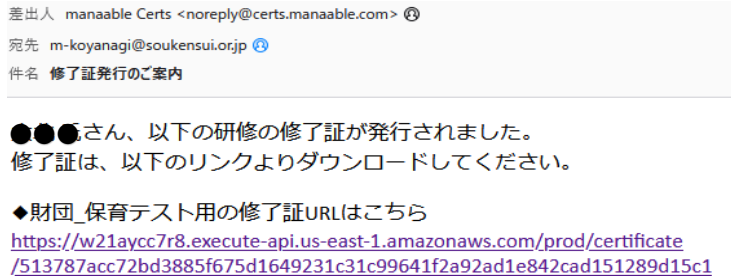 差出人 manaable Certs <noreply@certs.manaable.com>
宛先 m-koyanagi@soukensui.or.jp
件名 修了証発行のご案内
さん、以下の研修の修了証が発行されました。
修了証は、以下のリンクよりダウンロードしてください。
◆財団_保育テスト用の修了証URLはこちら
https://w21aycc7r8.execute-api.us-east-1.amazonaws.com/prod/certificate
/513787acc72bd3885f675d1649231c31c99641f2a92ad1e842cad151289d15c1